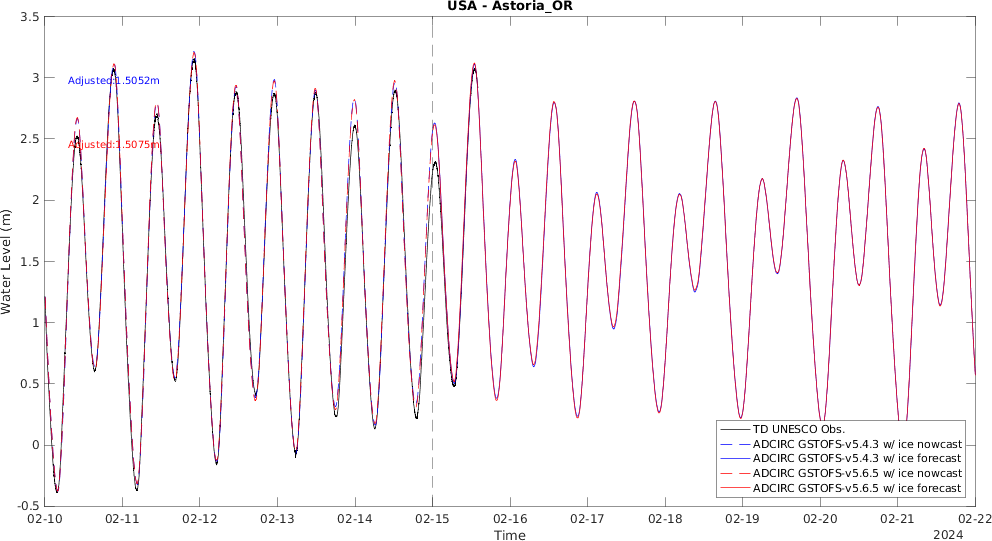 USA - Astoria_OR
3.5
3
2.5
2
1.5
1
0.5
0
-0.5
Water Level (m)
Adjusted:1.5052m
Adjusted:1.5075m
TD UNESCO Obs.
ADCIRC GSTOFS-v5.4.3 w/ ice nowcast
ADCIRC GSTOFS-v5.4.3 w/ ice forecast
ADCIRC GSTOFS-v5.6.5 w/ ice nowcast
ADCIRC GSTOFS-v5.6.5 w/ ice forecast
02-10 02-11 02-12 02-13 02-14 02-15 02-16 02-17 02-18 02-19 02-20 02-21 02-22
Time
2024